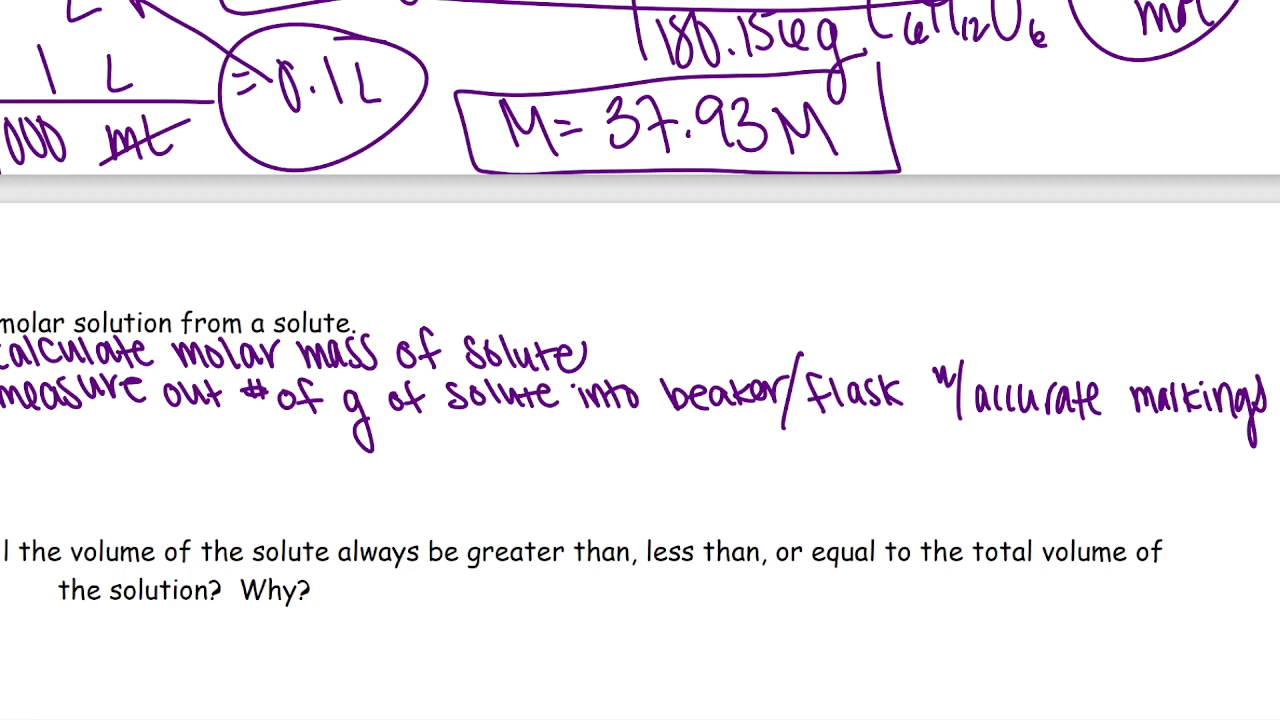 180.156g C6H12O6
mol
1 L
= 0.1 L
000 mL
M = 37.93 M
molar solution from a solute.
calculate molar mass of solute
measure out # of g of solute into beaker/flask w/ accurate markings
l the volume of the solute always be greater than, less than, or equal to the total volume of
the solution? Why?